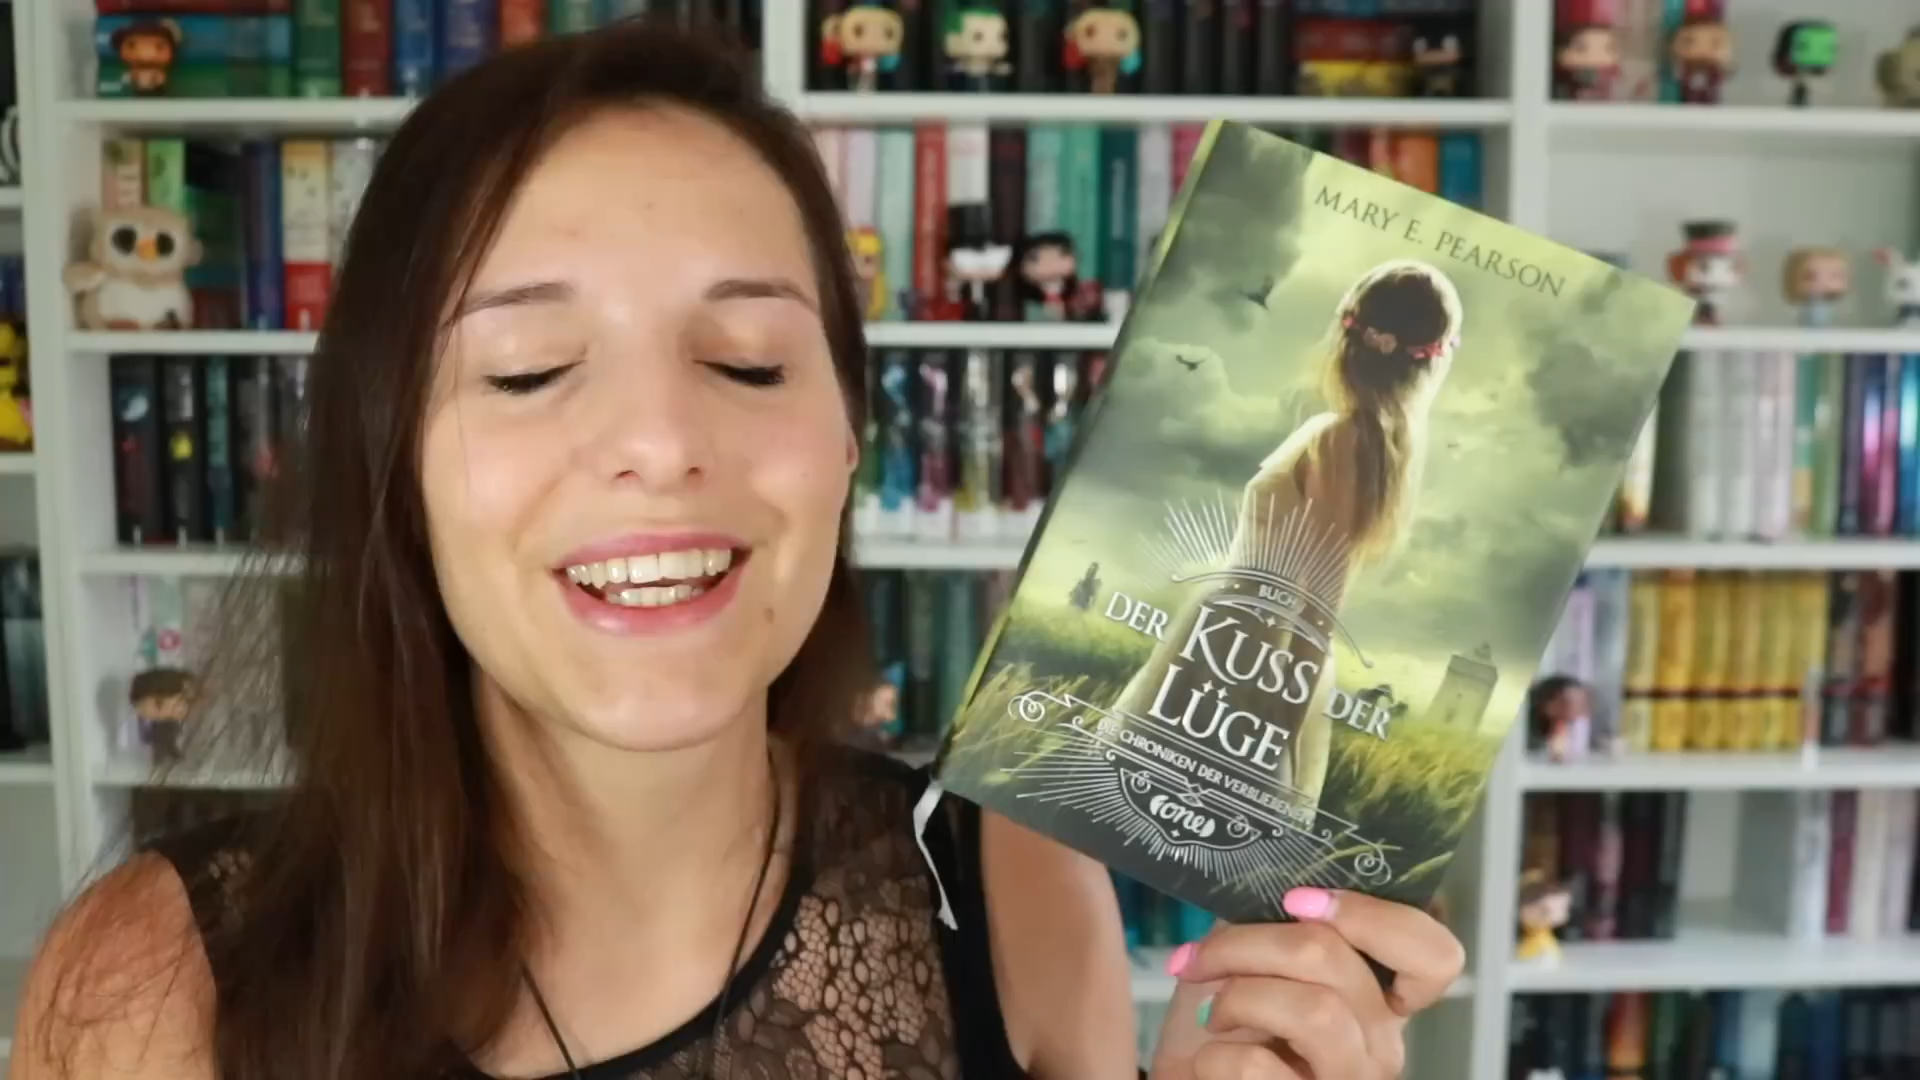 MARY E. PEARSON
BUCH
DER KUSS DER
LÜGE
DIE CHRONIKEN DER VERBLIEBENEN
one